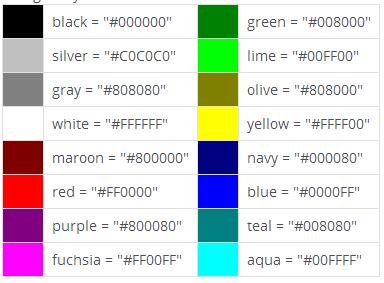 black = "#000000" green = "#008000"
silver = "#C0C0C0" lime = "#00FF00"
gray = "#808080" olive = "#808000"
white = "#FFFFFF" yellow = "#FFFF00"
maroon = "#800000" navy = "#000080"
red = "#FF0000" blue = "#0000FF"
purple = "#800080" teal = "#008080"
fuchsia = "#FF00FF" aqua = "#00FFFF"